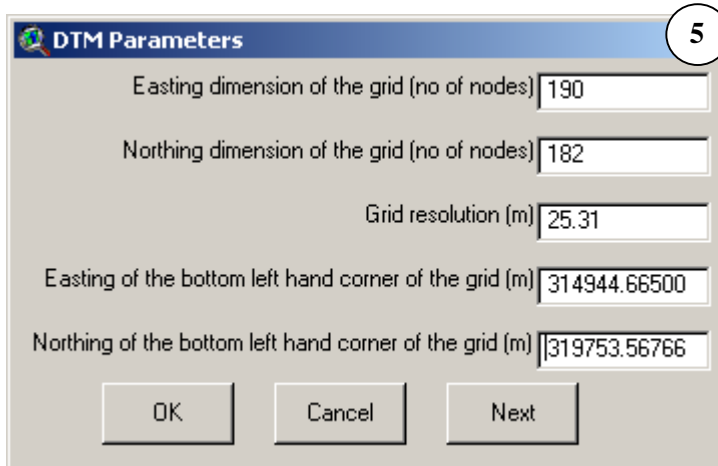 DTM Parameters
5
Easting dimension of the grid (no of nodes) 190
Northing dimension of the grid (no of nodes) 182
Grid resolution (m) 25.31
Easting of the bottom left hand corner of the grid (m) 314944.66500
Northing of the bottom left hand corner of the grid (m) 319753.56766
OK Cancel Next